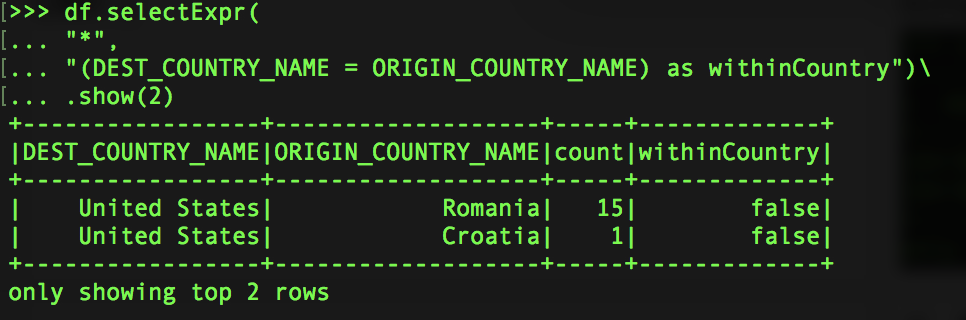 [>>> df.selectExpr(
[... "*",
[... "(DEST_COUNTRY_NAME = ORIGIN_COUNTRY_NAME) as withinCountry")\
[... .show(2)
+-----------------+-------------------+-----+-------------+
|DEST_COUNTRY_NAME|ORIGIN_COUNTRY_NAME|count|withinCountry|
+-----------------+-------------------+-----+-------------+
|    United States|            Romania|   15|        false|
|    United States|            Croatia|    1|        false|
+-----------------+-------------------+-----+-------------+
only showing top 2 rows